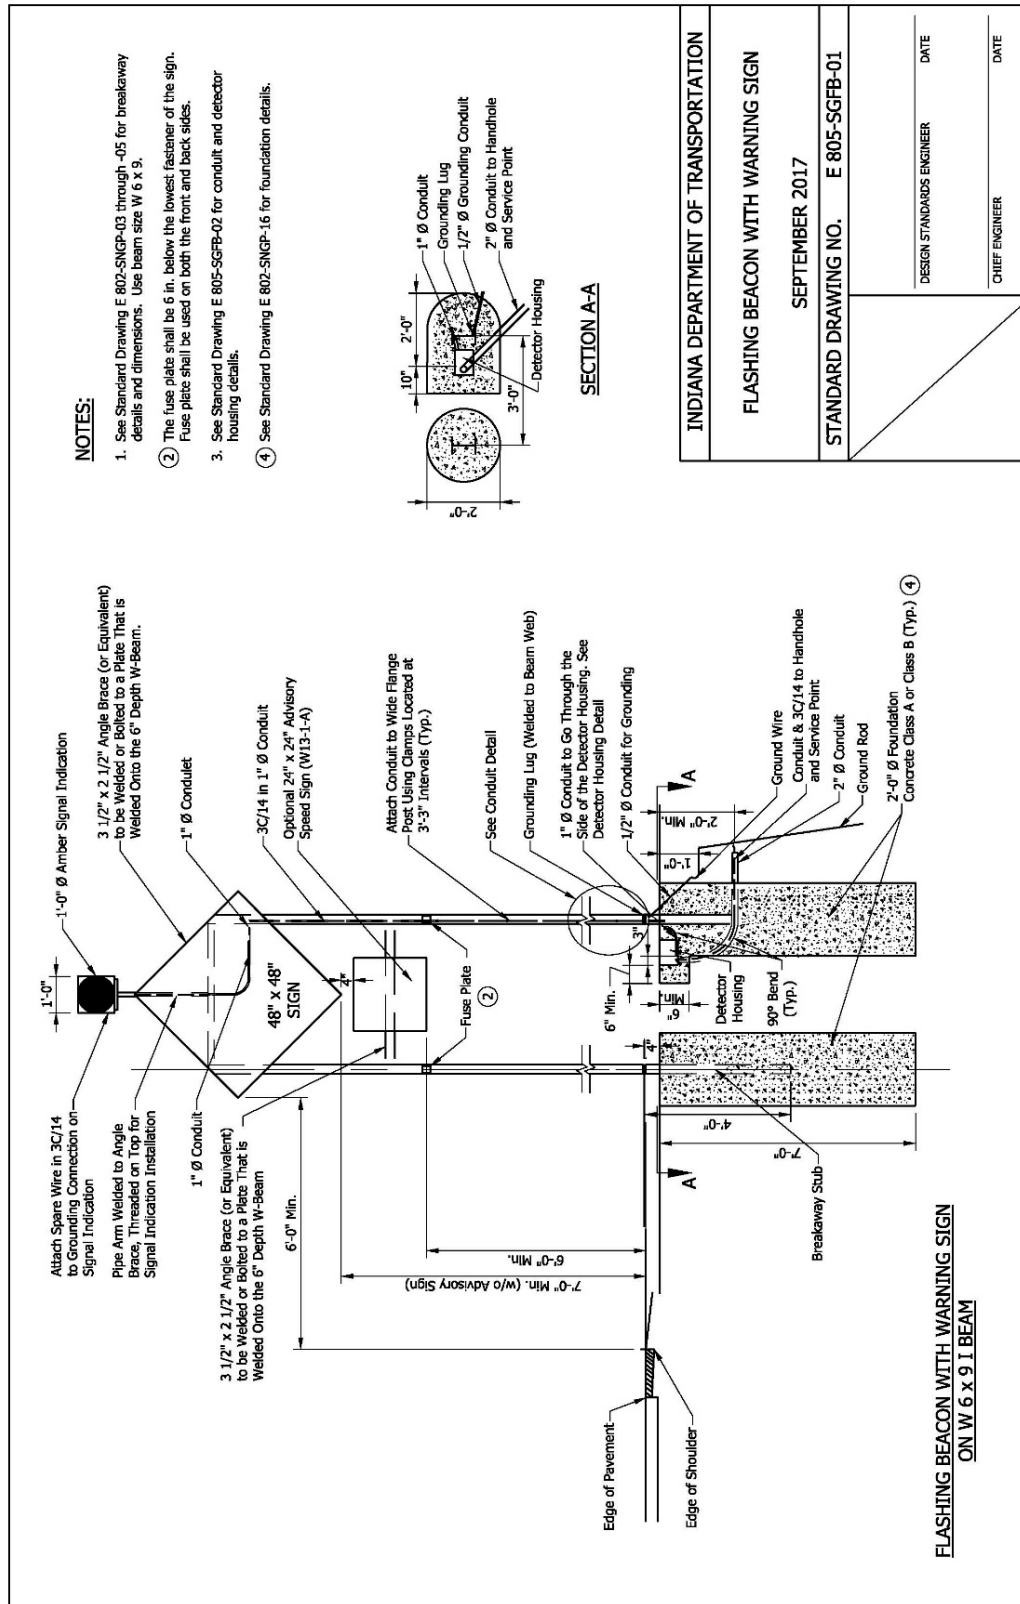 NOTES:
1. See Standard Drawing E 802-SNGP-03 through -05 for breakaway
details and dimensions. Use beam size W 6 x 9.
2 The fuse plate shall be 6 in. below the lowest fastener of the sign.
Fuse plate shall be used on both the front and back sides.
3. See Standard Drawing E 805-SGFB-02 for conduit and detector
housing details.
4 See Standard Drawing E 802-SNGP-16 for foundation details.
Attach Spare Wire in 3C/14
to Grounding Connection on
Signal Indication
Pipe Arm Welded to Angle
Brace, Threaded on Top for
Signal Indication Installation
1" Ø Conduit
3 1/2" x 2 1/2" Angle Brace (or Equivalent)
to be Welded or Bolted to a Plate That is
Welded Onto the 6" Depth W-Beam
6'-0" Min.
1'-0"
1'-0" Ø Amber Signal Indication
3 1/2" x 2 1/2" Angle Brace (or Equivalent)
to be Welded or Bolted to a Plate That is
Welded Onto the 6" Depth W-Beam.
1" Ø Condulet
3C/14 in 1" Ø Conduit
Optional 24" x 24" Advisory
Speed Sign (W13-1-A)
Attach Conduit to Wide Flange
Post Using Clamps Located at
3'-3" Intervals (Typ.)
See Conduit Detail
Grounding Lug (Welded to Beam Web)
1" Ø Conduit to Go Through the
Side of the Detector Housing. See
Detector Housing Detail
1/2" Ø Conduit for Grounding
48" x 48"
SIGN
2"
Fuse Plate
2
7'-0" Min. (w/o Advisory Sign)
6'-0" Min.
Edge of Pavement
Edge of Shoulder
4"
6" Min.
3"
6"
Min.
Detector
Housing
90° Bend
(Typ.)
A
A
1'-0"
2'-0" Min.
4'-0"
7'-0"
Breakaway Stub
Ground Wire
Conduit & 3C/14 to Handhole
and Service Point
2" Ø Conduit
Ground Rod
2'-0" Ø Foundation
Concrete Class A or Class B (Typ.) 4
FLASHING BEACON WITH WARNING SIGN
ON W 6 x 9 I BEAM
2'-0"
10"
2'-0"
3'-0"
1" Ø Conduit
Grounding Lug
1/2" Ø Grounding Conduit
2" Ø Conduit to Handhole
and Service Point
Detector Housing
SECTION A-A
INDIANA DEPARTMENT OF TRANSPORTATION
FLASHING BEACON WITH WARNING SIGN
SEPTEMBER 2017
STANDARD DRAWING NO. E 805-SGFB-01
DESIGN STANDARDS ENGINEER DATE
CHIEF ENGINEER DATE